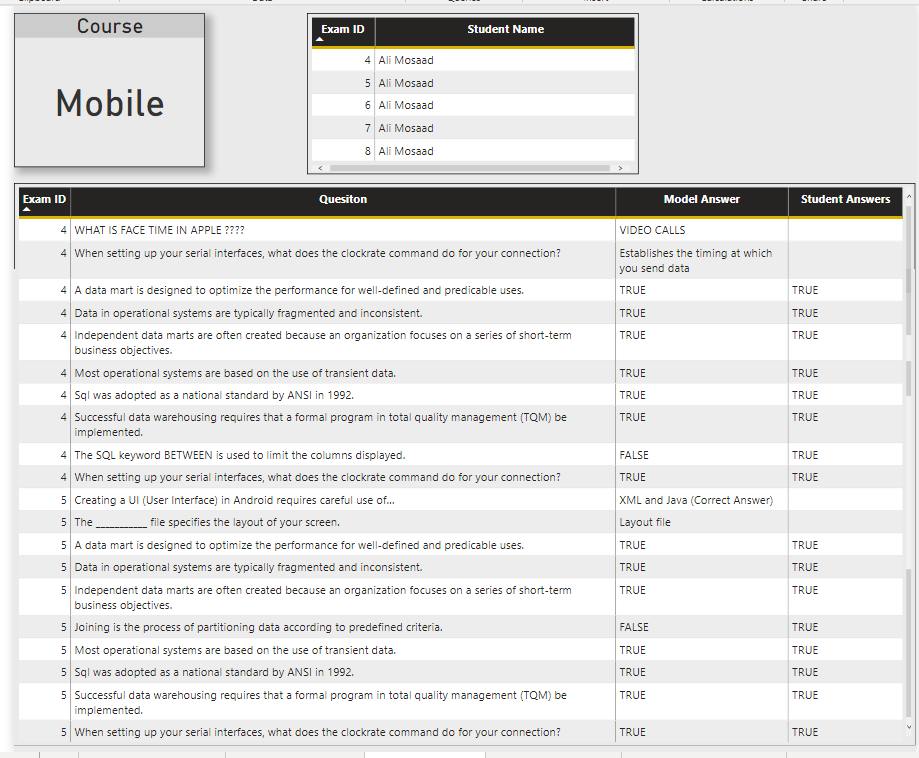 Course
Mobile
Exam ID Student Name
4 Ali Mosaad
5 Ali Mosaad
6 Ali Mosaad
7 Ali Mosaad
8 Ali Mosaad
Exam ID Quesiton Model Answer Student Answers
4 WHAT IS FACE TIME IN APPLE ???? VIDEO CALLS
4 When setting up your serial interfaces, what does the clockrate command do for your connection? Establishes the timing at which
you send data
4 A data mart is designed to optimize the performance for well-defined and predicable uses. TRUE TRUE
4 Data in operational systems are typically fragmented and inconsistent. TRUE TRUE
4 Independent data marts are often created because an organization focuses on a series of short-term TRUE TRUE
business objectives.
4 Most operational systems are based on the use of transient data. TRUE TRUE
4 Sql was adopted as a national standard by ANSI in 1992. TRUE TRUE
4 Successful data warehousing requires that a formal program in total quality management (TQM) be TRUE TRUE
implemented.
4 The SQL keyword BETWEEN is used to limit the columns displayed. FALSE TRUE
4 When setting up your serial interfaces, what does the clockrate command do for your connection? TRUE TRUE
5 Creating a UI (User Interface) in Android requires careful use of... XML and Java (Correct Answer)
5 The __________ file specifies the layout of your screen. Layout file
5 A data mart is designed to optimize the performance for well-defined and predicable uses. TRUE TRUE
5 Data in operational systems are typically fragmented and inconsistent. TRUE TRUE
5 Independent data marts are often created because an organization focuses on a series of short-term TRUE TRUE
business objectives.
5 Joining is the process of partitioning data according to predefined criteria. FALSE TRUE
5 Most operational systems are based on the use of transient data. TRUE TRUE
5 Sql was adopted as a national standard by ANSI in 1992. TRUE TRUE
5 Successful data warehousing requires that a formal program in total quality management (TQM) be TRUE TRUE
implemented.
5 When setting up your serial interfaces, what does the clockrate command do for your connection? TRUE TRUE